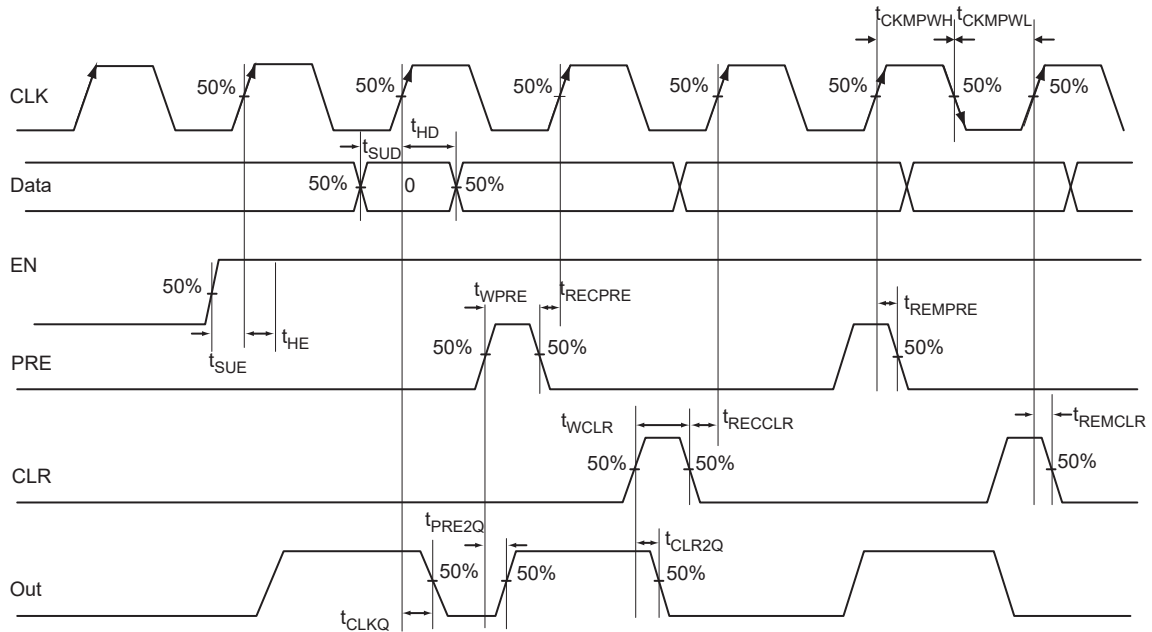 tCKMPWH tCKMPWL
CLK 50% 50% 50% 50% 50% 50% 50%
tSUD tHD
Data 50% 0 50%
EN
50%
tSUE tHE
tWPRE tRECPRE tREMPRE
PRE 50% 50% 50%
tWCLR tRECCLR tREMCLR
CLR 50% 50% 50%
tPRE2Q tCLR2Q
Out 50% 50% 50%
tCLKQ